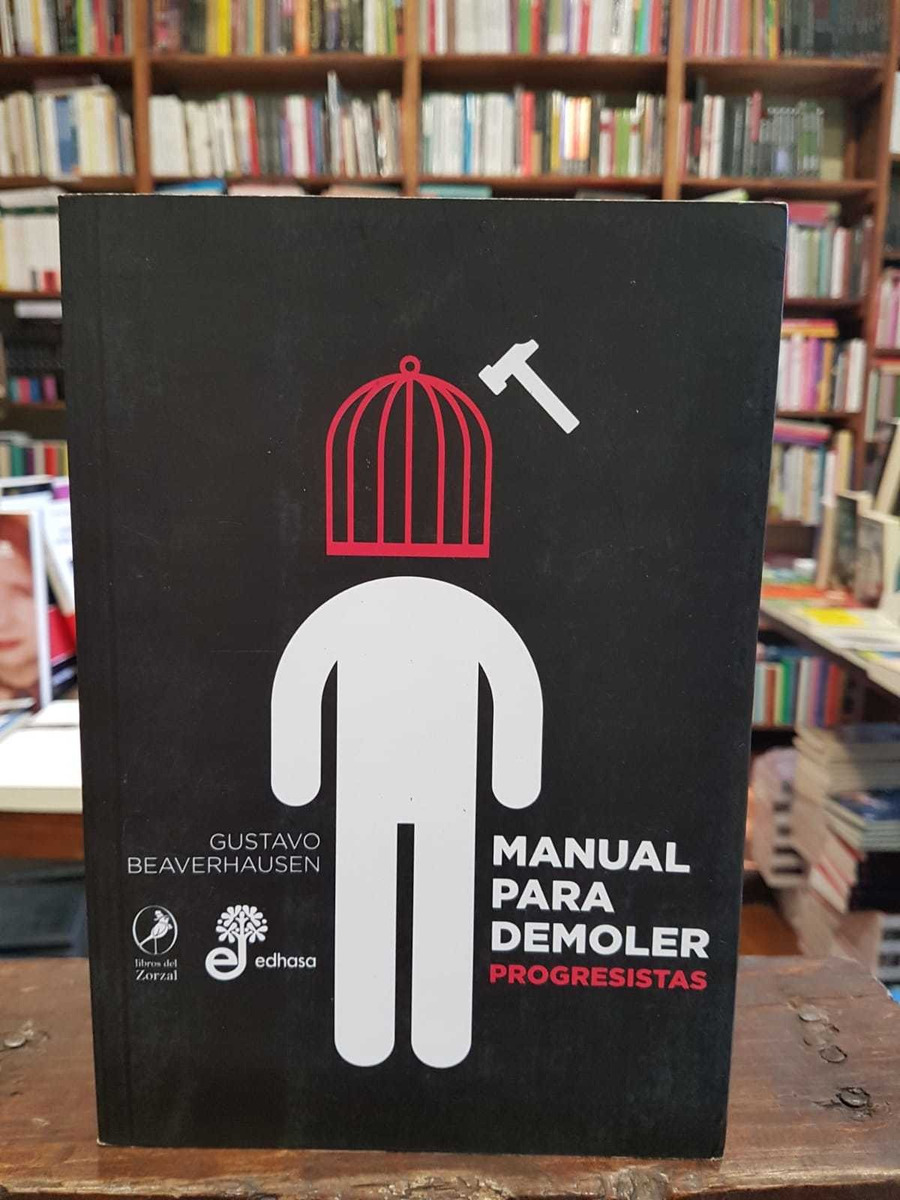 GUSTAVO
BEAVERHAUSEN
libros del
Zorzal
edhasa
MANUAL
PARA
DEMOLER
PROGRESISTAS